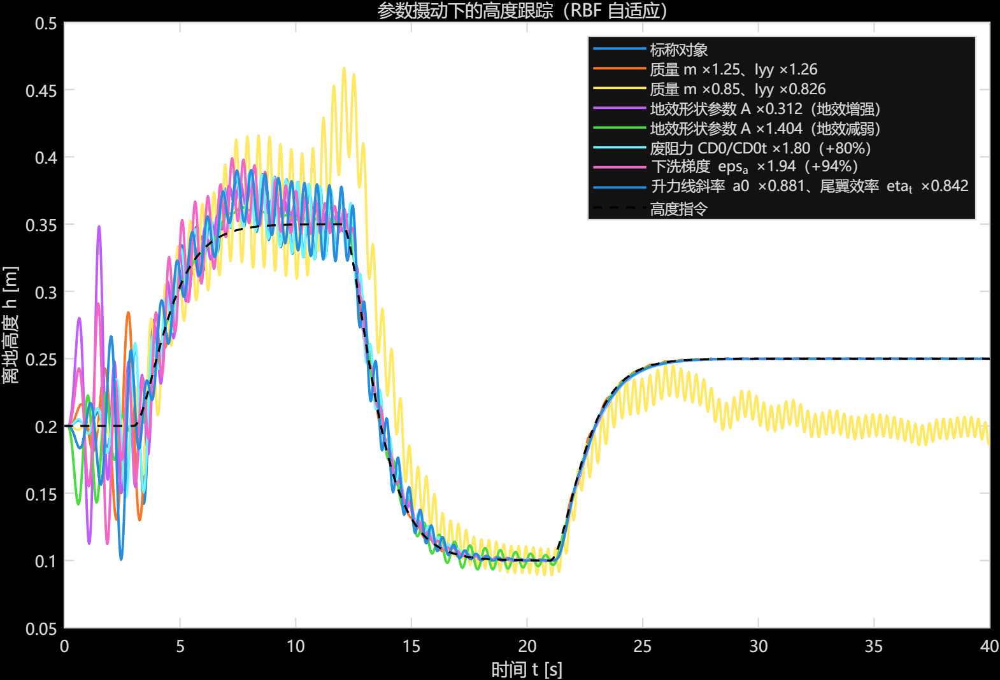 参数摄动下的高度跟踪（RBF 自适应）
0.5
0.45
0.4
0.35
0.3
0.25
0.2
0.15
0.1
0.05
离地高度 h [m]
标称对象
质量 m ×1.25、Iyy ×1.26
质量 m ×0.85、Iyy ×0.826
地效形状参数 A ×0.312（地效增强）
地效形状参数 A ×1.404（地效减弱）
废阻力 CD0/CD0t ×1.80（+80%）
下洗梯度 epsₐ ×1.94（+94%）
升力线斜率 a0 ×0.881、尾翼效率 etaₜ ×0.842
高度指令
0 5 10 15 20 25 30 35 40
时间 t [s]